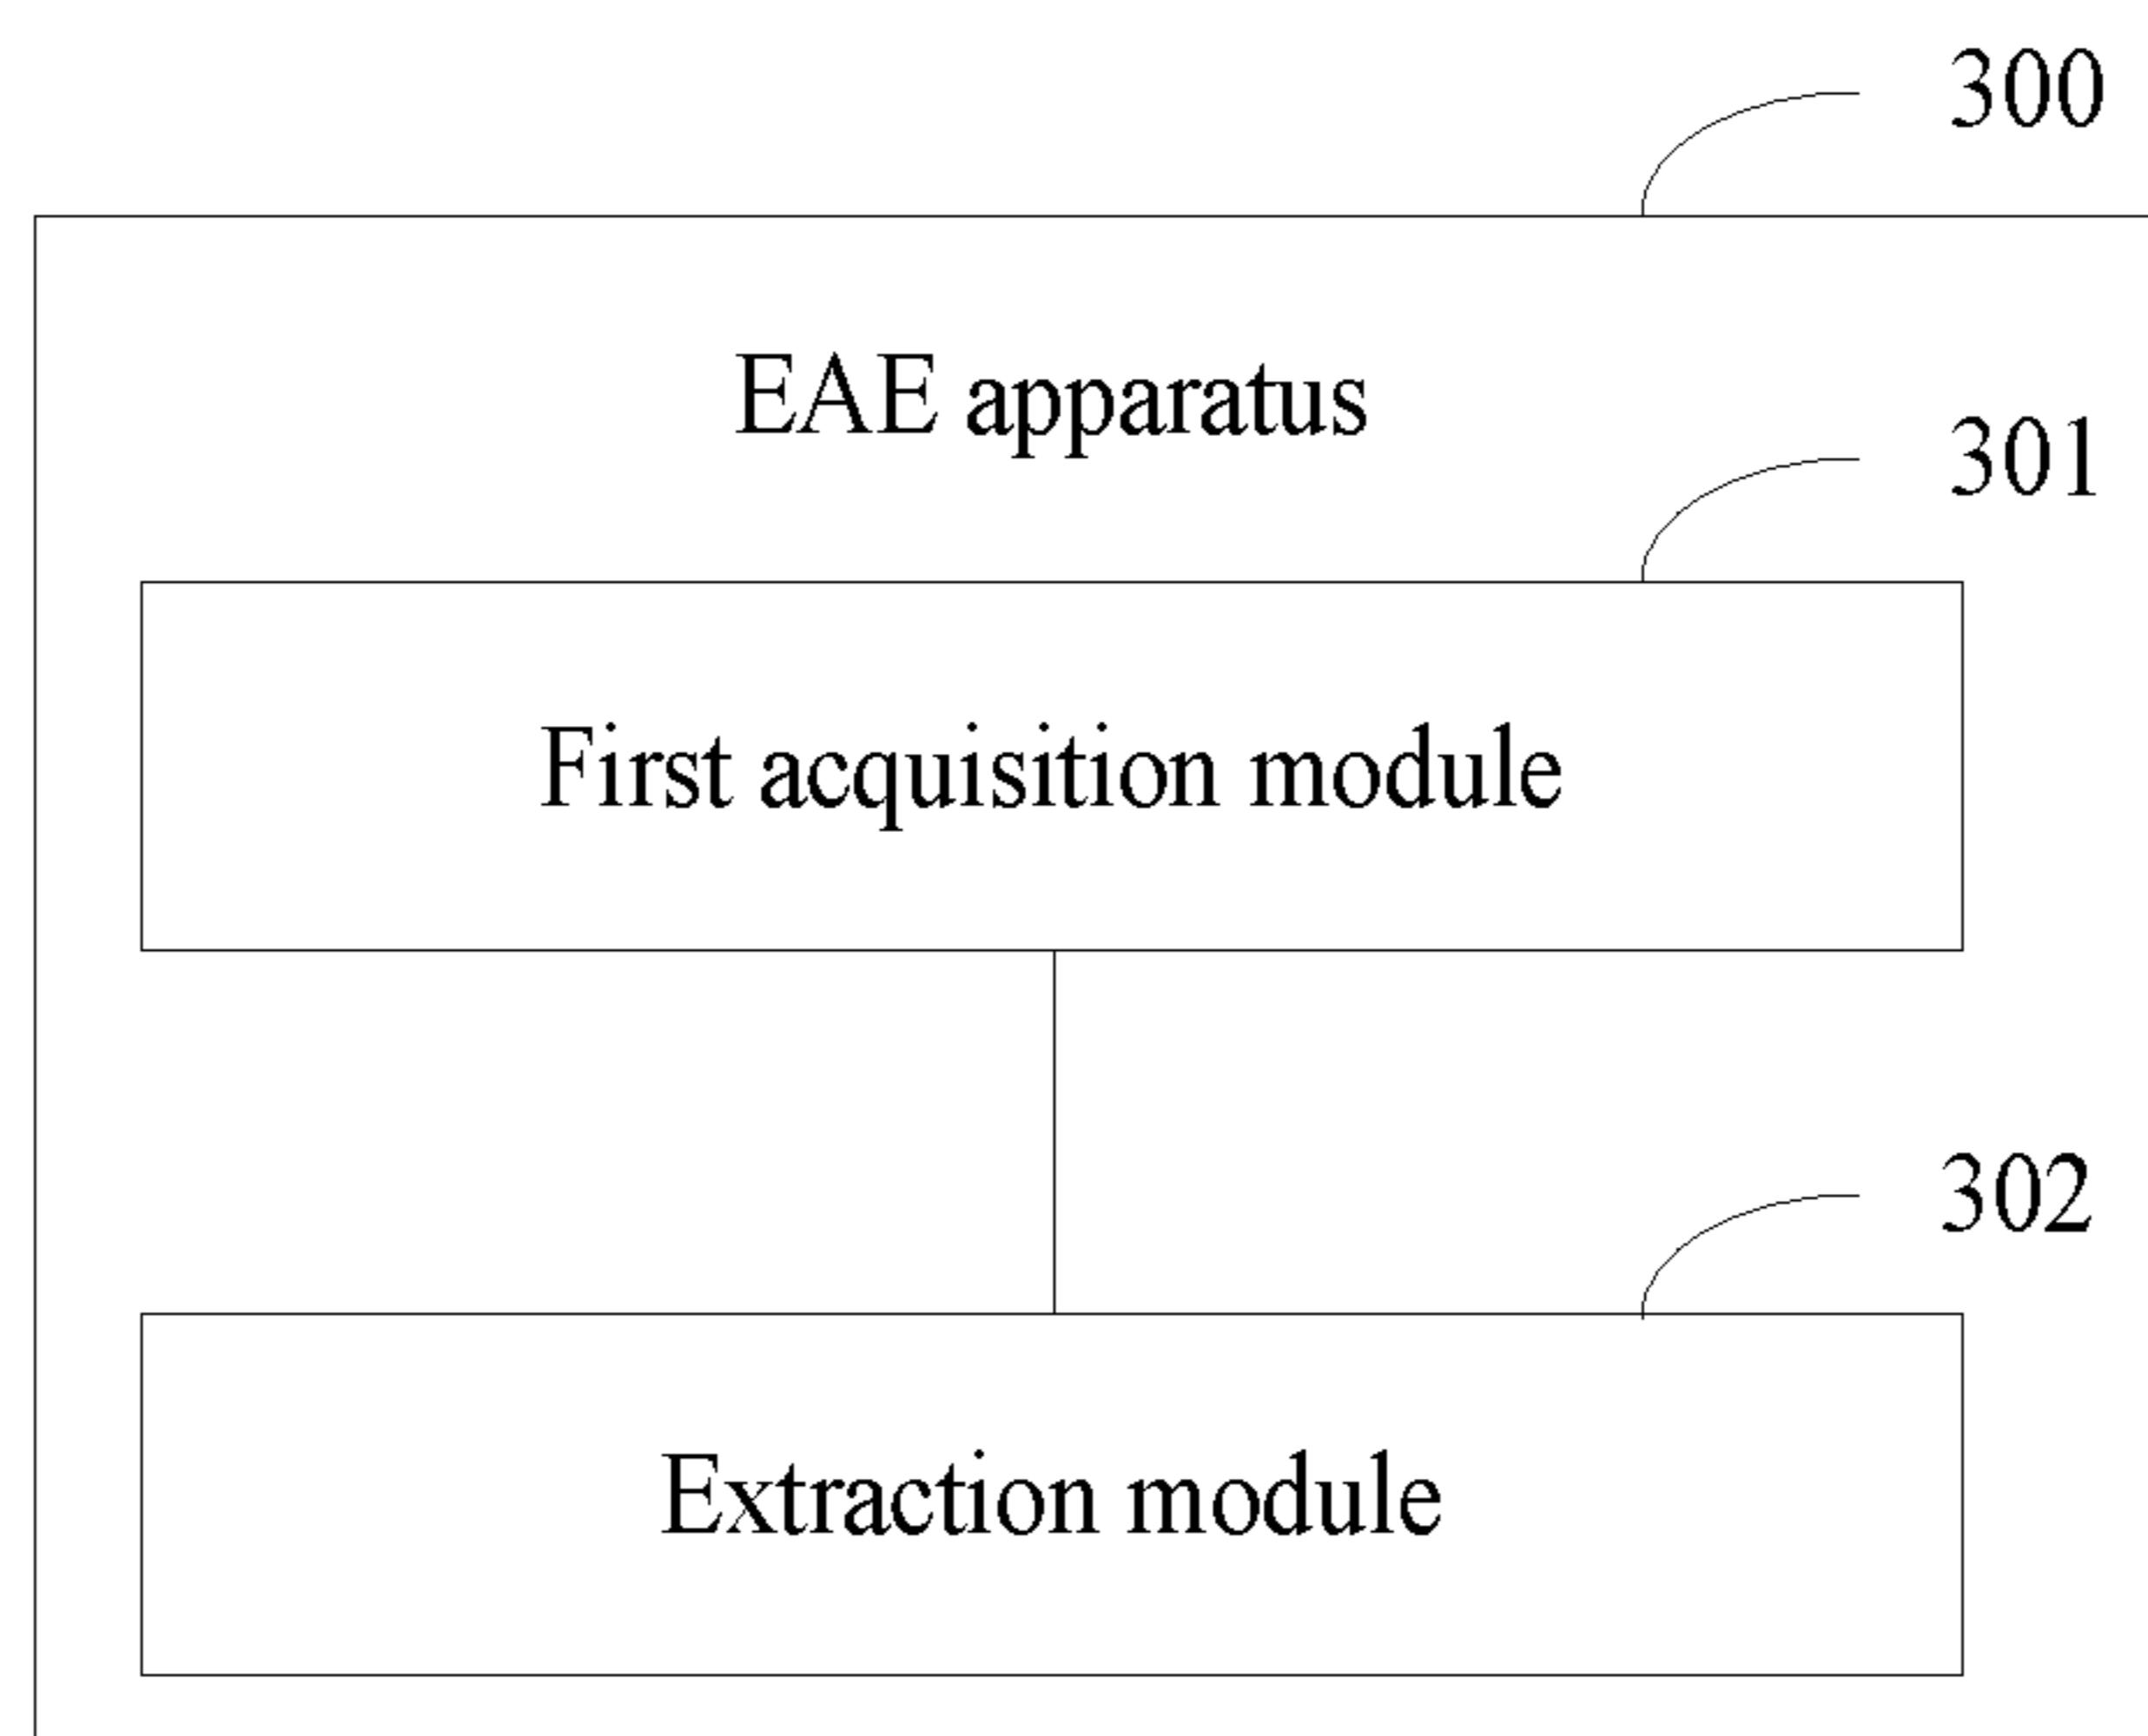 300
EAE apparatus
301
First acquisition module
302
Extraction module